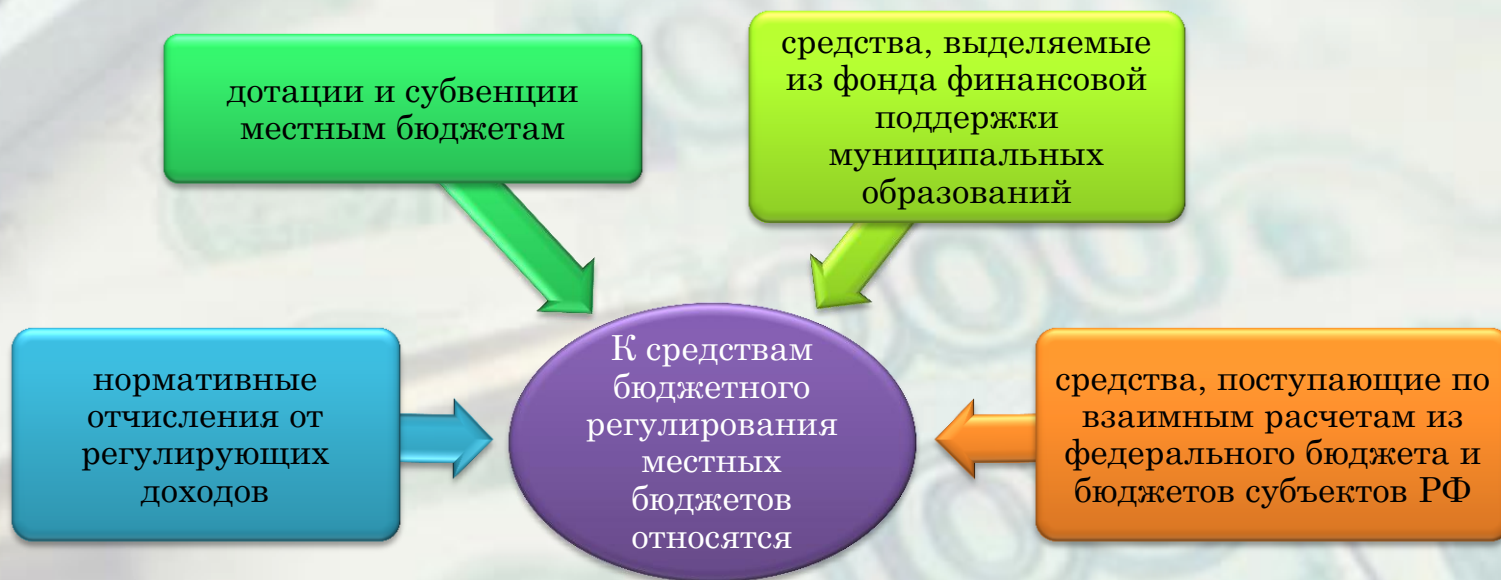 дотации и субвенции
местным бюджетам
средства, выделяемые
из фонда финансовой
поддержки
муниципальных
образований
нормативные
отчисления от
регулирующих
доходов
К средствам
бюджетного
регулирования
местных
бюджетов
относятся
средства, поступающие по
взаимным расчетам из
федерального бюджета и
бюджетов субъектов РФ